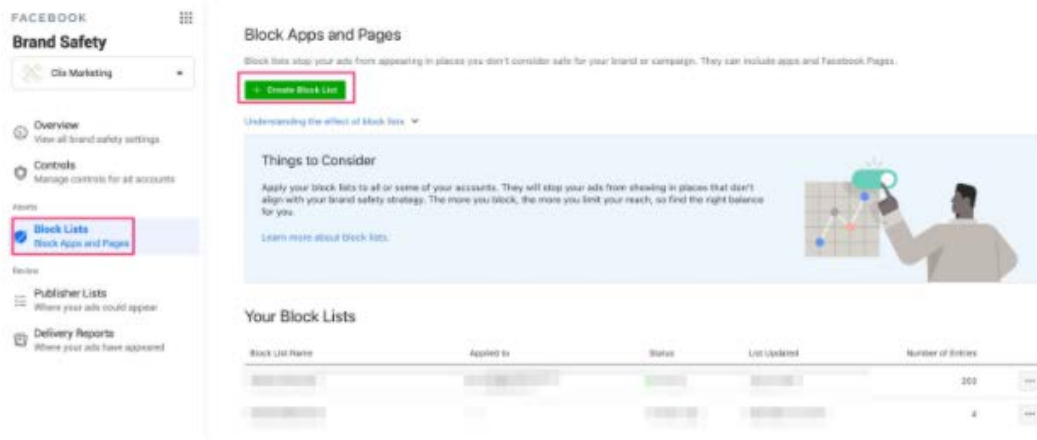 FACEBOOK
Brand Safety
Clix Marketing
Overview
View all brand safety settings
Controls
Manage controls for ad accounts
Assets
Block Lists
Block Apps and Pages
Review
Publisher Lists
Where your ads could appear
Delivery Reports
Where your ads have appeared
Block Apps and Pages
Block lists stop your ads from appearing in places you don't consider safe for your brand or campaign. They can include apps and Facebook Pages.
+ Create Block List
Understanding the effect of block lists
Things to Consider
Apply your block lists to all or some of your accounts. They will stop your ads from showing in places that don't
align with your brand safety strategy. The more you block, the more you limit your reach, so find the right balance
for you.
Learn more about block lists.
Your Block Lists
Block List Name Applied to Status List Updated Number of Entries
203
4